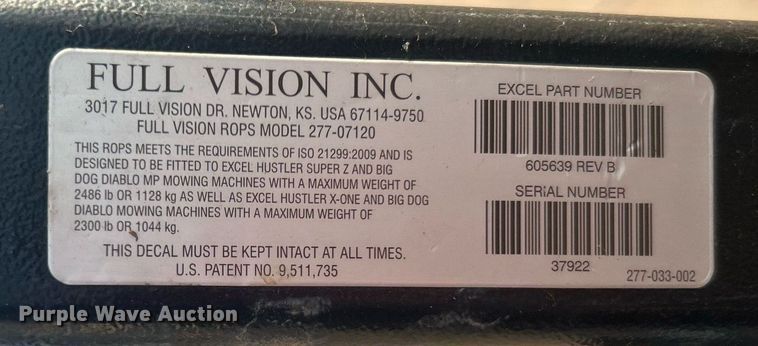 FULL VISION INC.
3017 FULL VISION DR. NEWTON, KS. USA 67114-9750
FULL VISION ROPS MODEL 277-07120
THIS ROPS MEETS THE REQUIREMENTS OF ISO 21299:2009 AND IS
DESIGNED TO BE FITTED TO EXCEL HUSTLER SUPER Z AND BIG
DOG DIABLO MP MOWING MACHINES WITH A MAXIMUM WEIGHT OF
2486 lb OR 1128 kg AS WELL AS EXCEL HUSTLER X-ONE AND BIG DOG
DIABLO MOWING MACHINES WITH A MAXIMUM WEIGHT OF
2300 lb OR 1044 kg.
THIS DECAL MUST BE KEPT INTACT AT ALL TIMES.
U.S. PATENT NO. 9,511,735
EXCEL PART NUMBER
605639 REV B
SERIAL NUMBER
37922
277-033-002
Purple Wave Auction